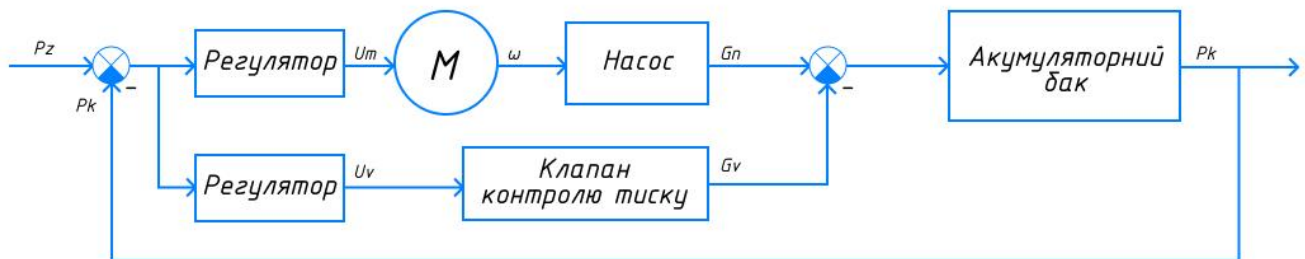 Pz
Pk
-
Регулятор
Um
М
ω
Насос
Gn
-
Акумуляторний
бак
Pk
Регулятор
Uv
Клапан
контролю тиску
Gv